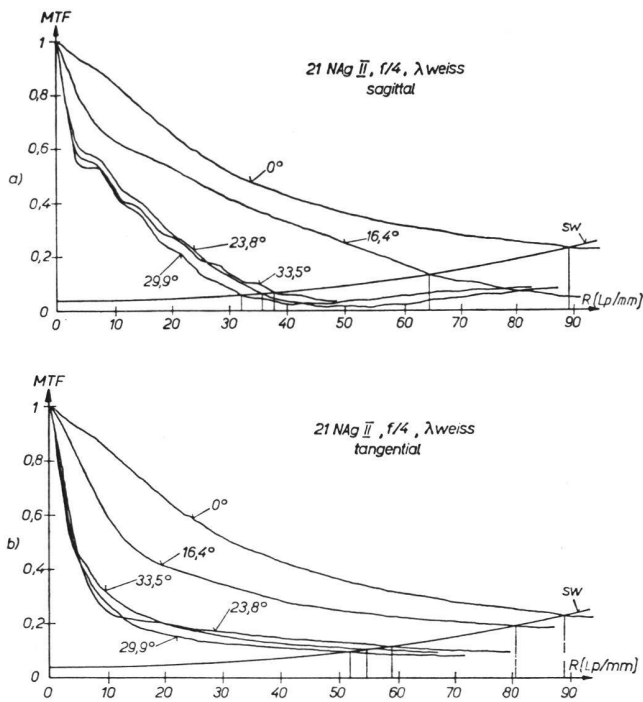 MTF
1
0,8
0,6
0,4
0,2
0
a)
21 NAg II, f/4, λ weiss
sagittal
0°
16,4°
23,8°
33,5°
29,9°
SW
R [Lp/mm]
0 10 20 30 40 50 60 70 80 90
MTF
1
0,8
0,6
0,4
0,2
0
b)
21 NAg II, f/4, λ weiss
tangential
0°
16,4°
33,5°
23,8°
29,9°
SW
R [Lp/mm]
0 10 20 30 40 50 60 70 80 90